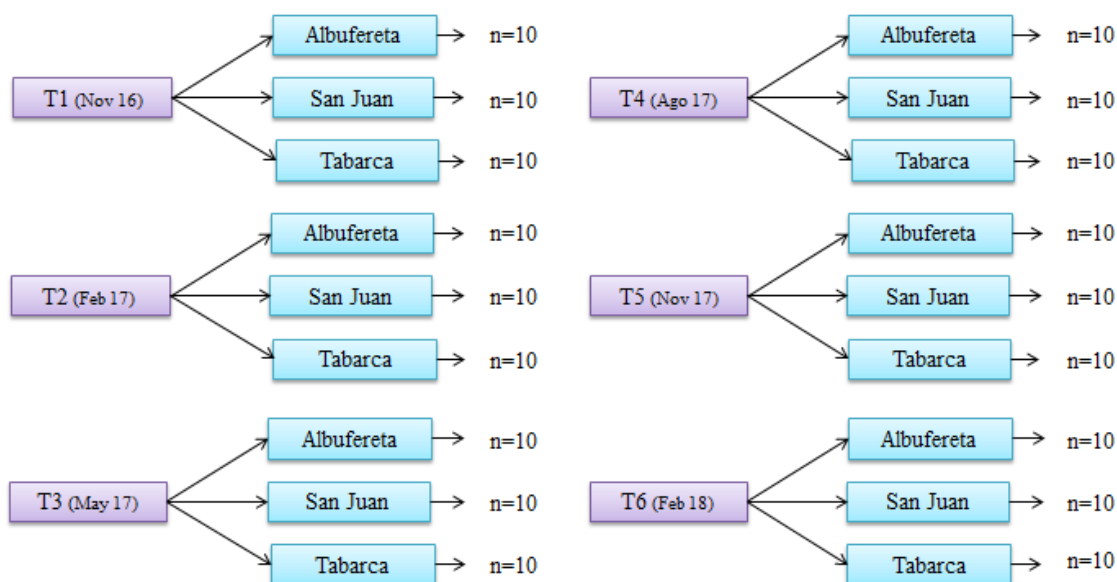 Albufereta n=10
T1 (Nov 16) San Juan n=10
Tabarca n=10
Albufereta n=10
T2 (Feb 17) San Juan n=10
Tabarca n=10
Albufereta n=10
T3 (May 17) San Juan n=10
Tabarca n=10
Albufereta n=10
T4 (Ago 17) San Juan n=10
Tabarca n=10
Albufereta n=10
T5 (Nov 17) San Juan n=10
Tabarca n=10
Albufereta n=10
T6 (Feb 18) San Juan n=10
Tabarca n=10